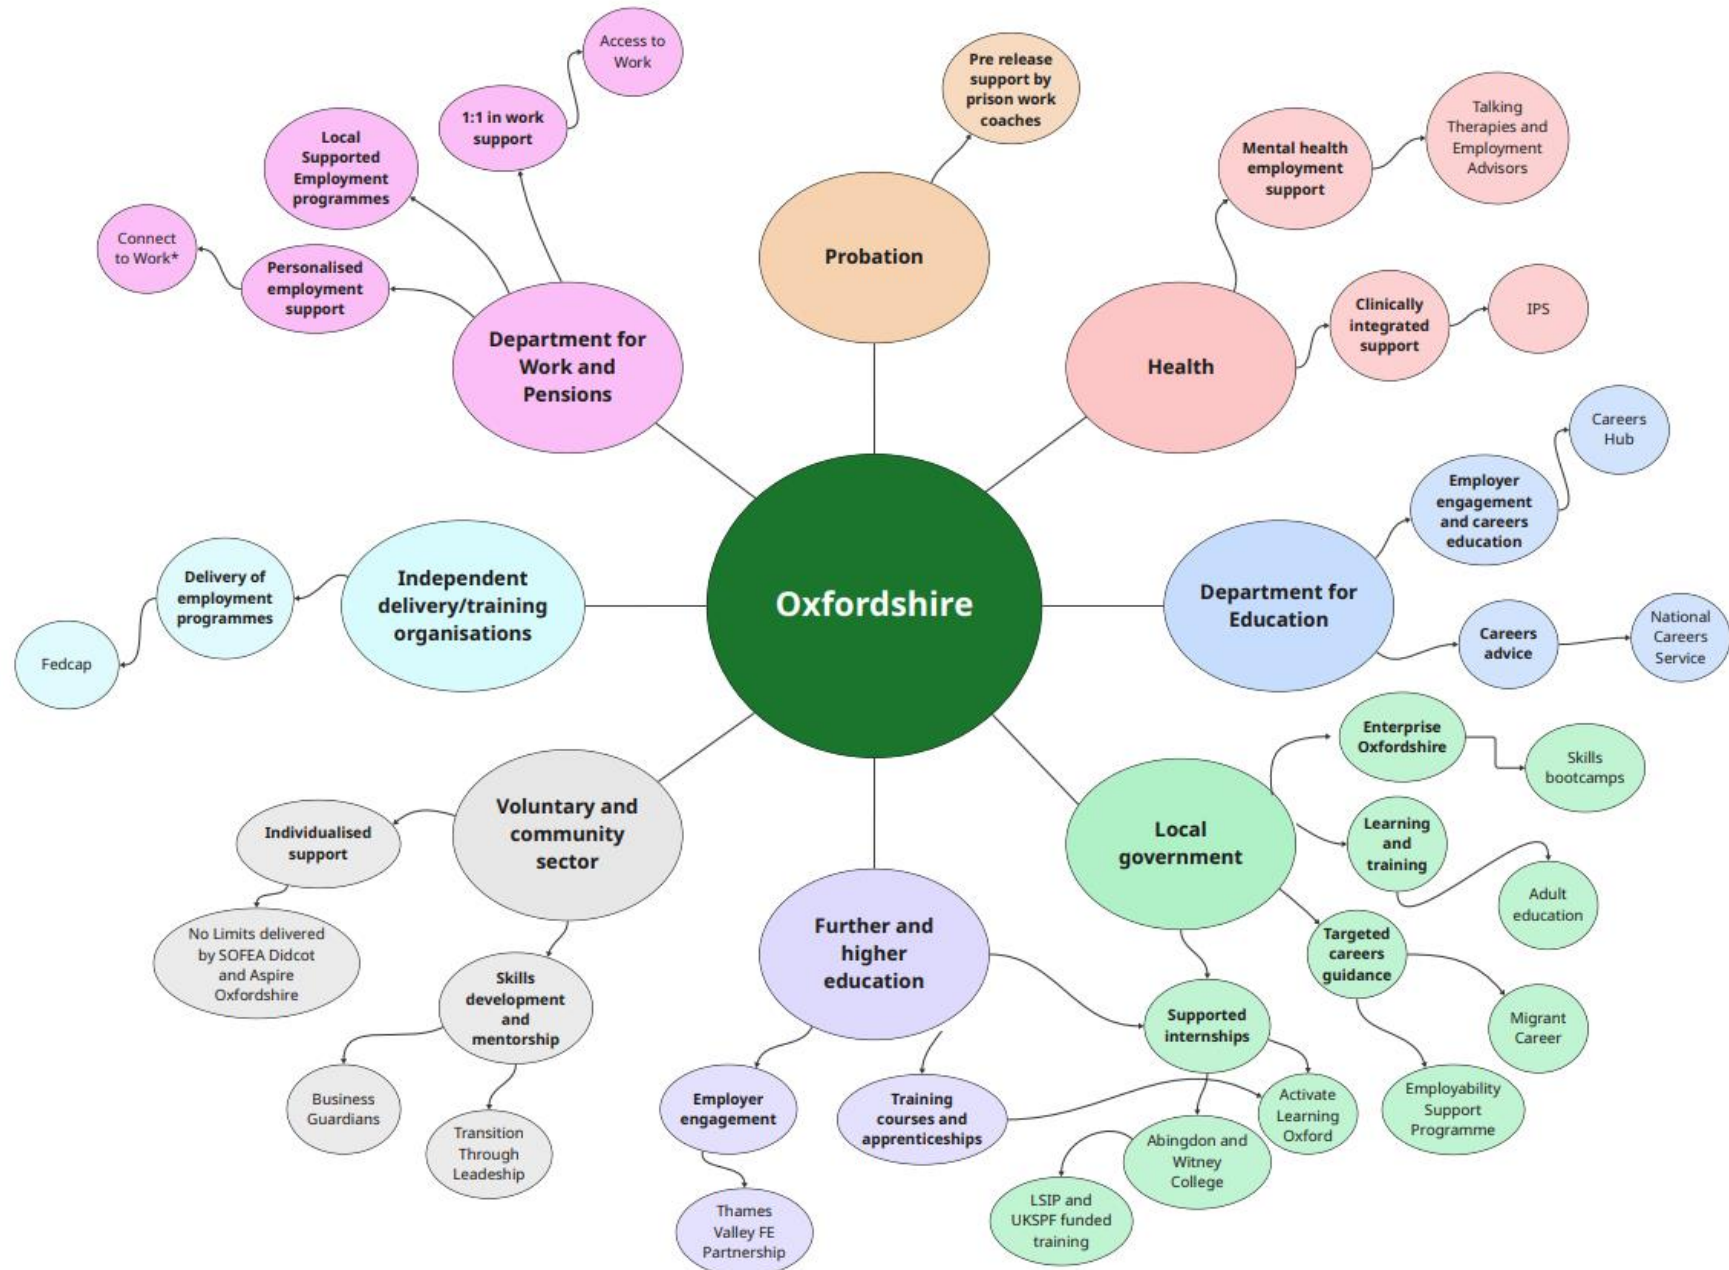 Access to
Work
1:1 in work
support
Local
Supported
Employment
programmes
Connect
to Work*
Personalised
employment
support
Department for
Work and
Pensions
Pre release
support by
prison work
coaches
Probation
Mental health
employment
support
Talking
Therapies and
Employment
Advisors
Clinically
integrated
support
IPS
Health
Careers
Hub
Employer
engagement
and careers
education
Department for
Education
Careers
advice
National
Careers
Service
Oxfordshire
Independent
delivery/training
organisations
Delivery of
employment
programmes
Fedcap
Voluntary and
community
sector
Individualised
support
No Limits delivered
by SOFEA Didcot
and Aspire
Oxfordshire
Skills
development
and
mentorship
Business
Guardians
Transition
Through
Leadeship
Further and
higher
education
Employer
engagement
Thames
Valley FE
Partnership
Training
courses and
apprenticeships
Local
government
Enterprise
Oxfordshire
Skills
bootcamps
Learning
and
training
Adult
education
Targeted
careers
guidance
Migrant
Career
Employability
Support
Programme
Supported
internships
Activate
Learning
Oxford
Abingdon and
Witney
College
LSIP and
UKSPF funded
training